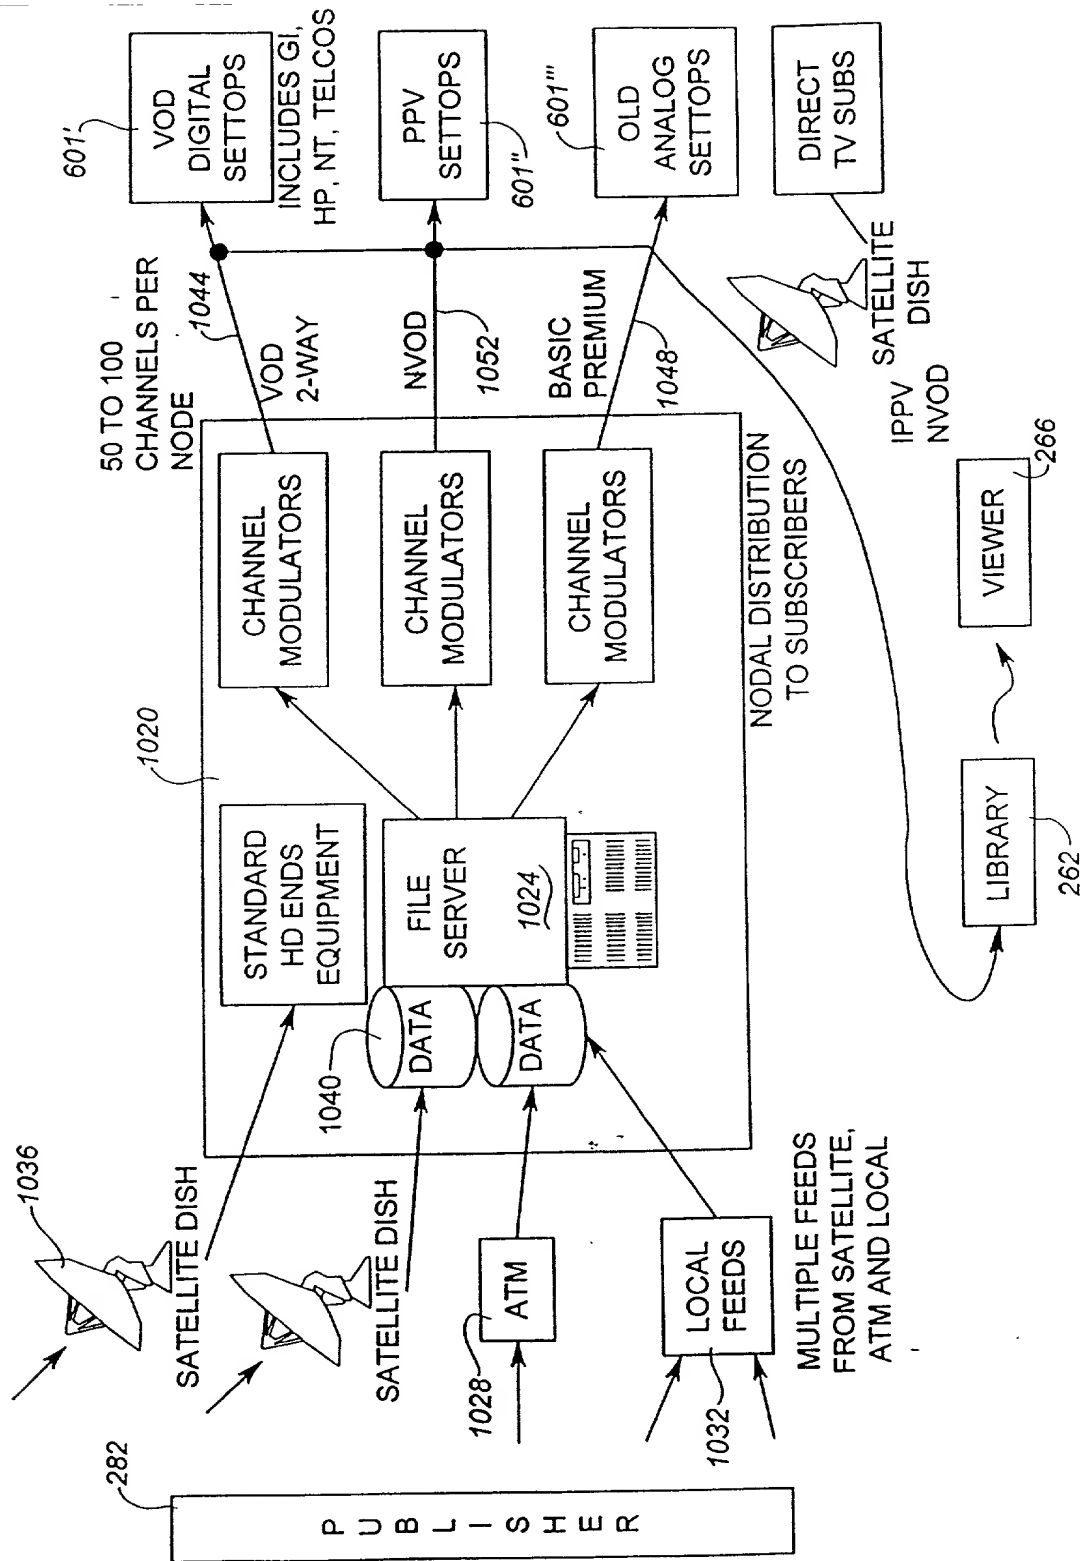 282
PUBLISHER
1036
SATELLITE DISH
SATELLITE DISH
1028
ATM
1032
LOCAL
FEEDS
MULTIPLE FEEDS
FROM SATELLITE,
ATM AND LOCAL
1020
STANDARD
HD ENDS
EQUIPMENT
1040
DATA
DATA
FILE
SERVER
1024
CHANNEL
MODULATORS
CHANNEL
MODULATORS
CHANNEL
MODULATORS
NODAL DISTRIBUTION
TO SUBSCRIBERS
50 TO 100
CHANNELS PER
NODE
1044
VOD
2-WAY
NVOD
1052
BASIC
PREMIUM
1048
601'
VOD
DIGITAL
SETTOPS
INCLUDES GI,
HP, NT, TELCOS
PPV
SETTOPS
601"
601'''
OLD
ANALOG
SETTOPS
DIRECT
TV SUBS
SATELLITE
DISH
IPPV
NVOD
LIBRARY
262
VIEWER
266